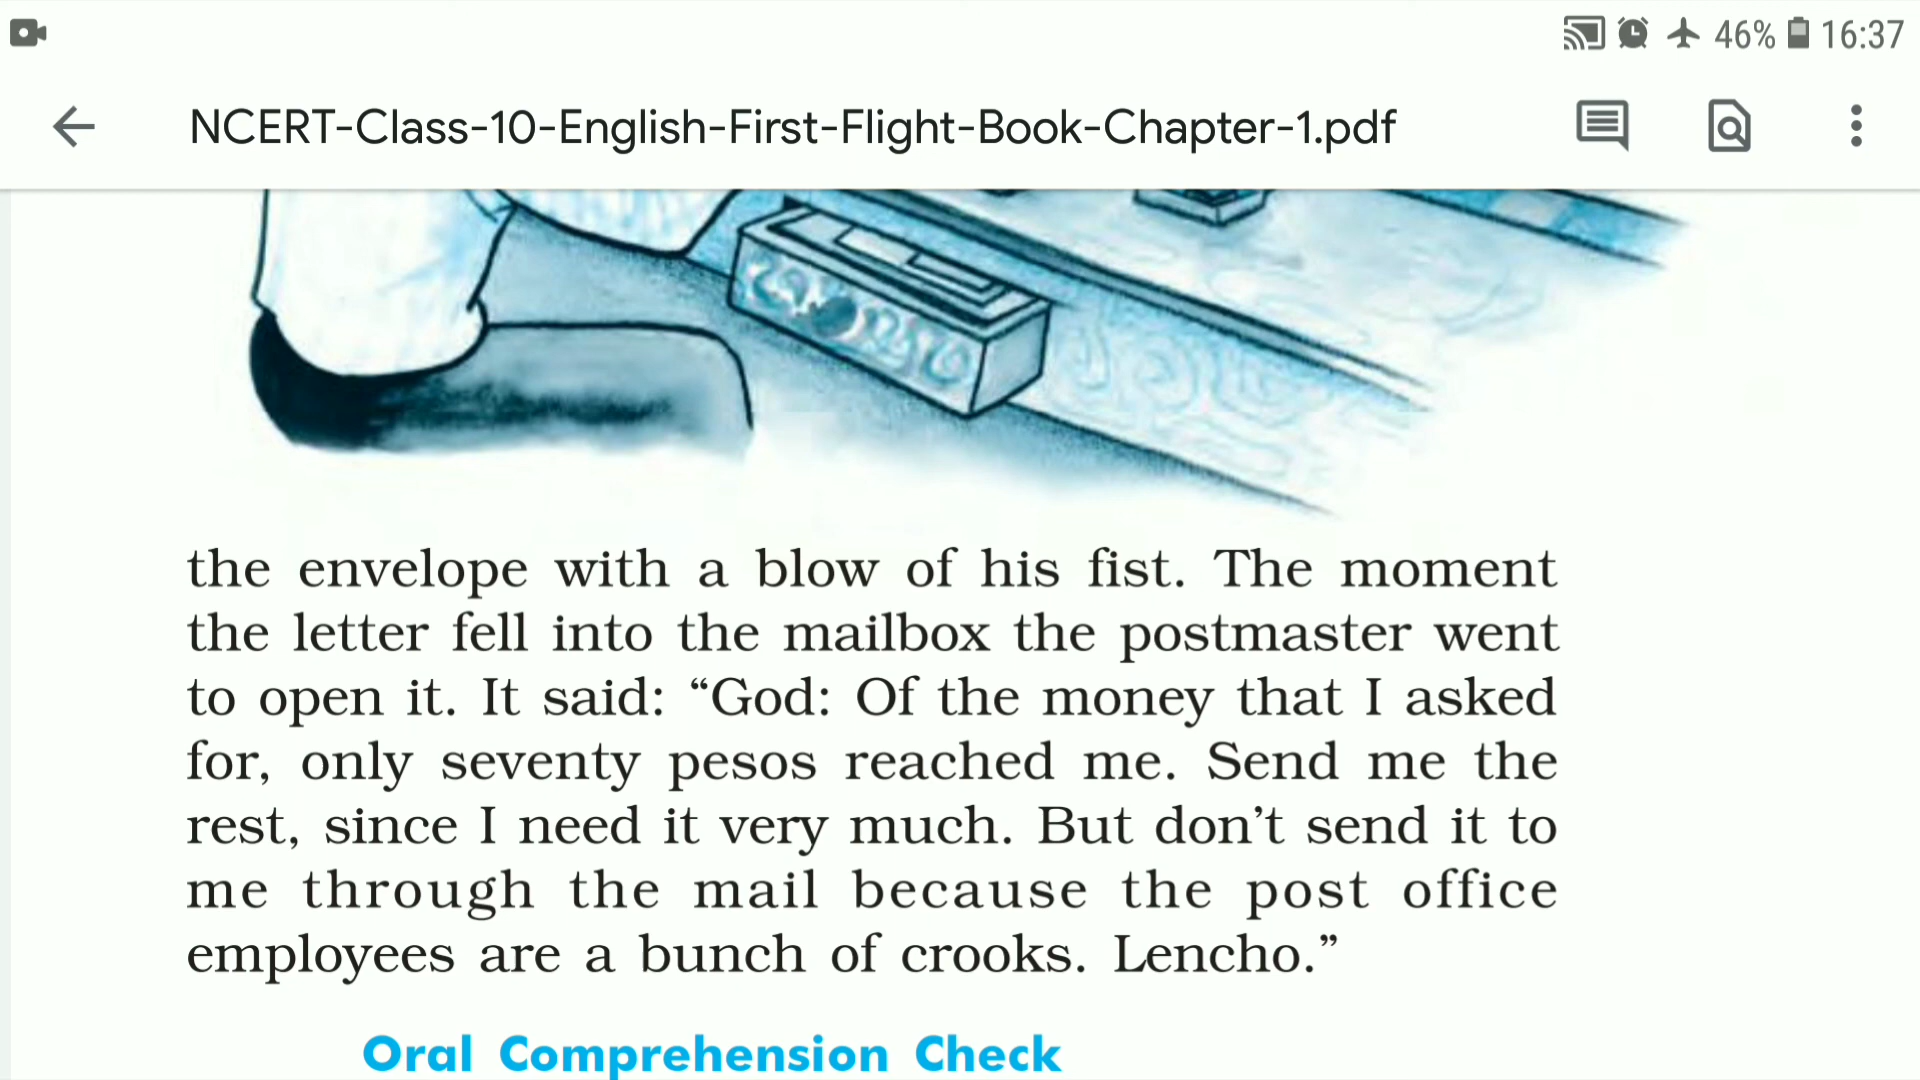 46% 16:37
NCERT-Class-10-English-First-Flight-Book-Chapter-1.pdf
the envelope with a blow of his fist. The moment
the letter fell into the mailbox the postmaster went
to open it. It said: “God: Of the money that I asked
for, only seventy pesos reached me. Send me the
rest, since I need it very much. But don’t send it to
me through the mail because the post office
employees are a bunch of crooks. Lencho.”
Oral Comprehension Check